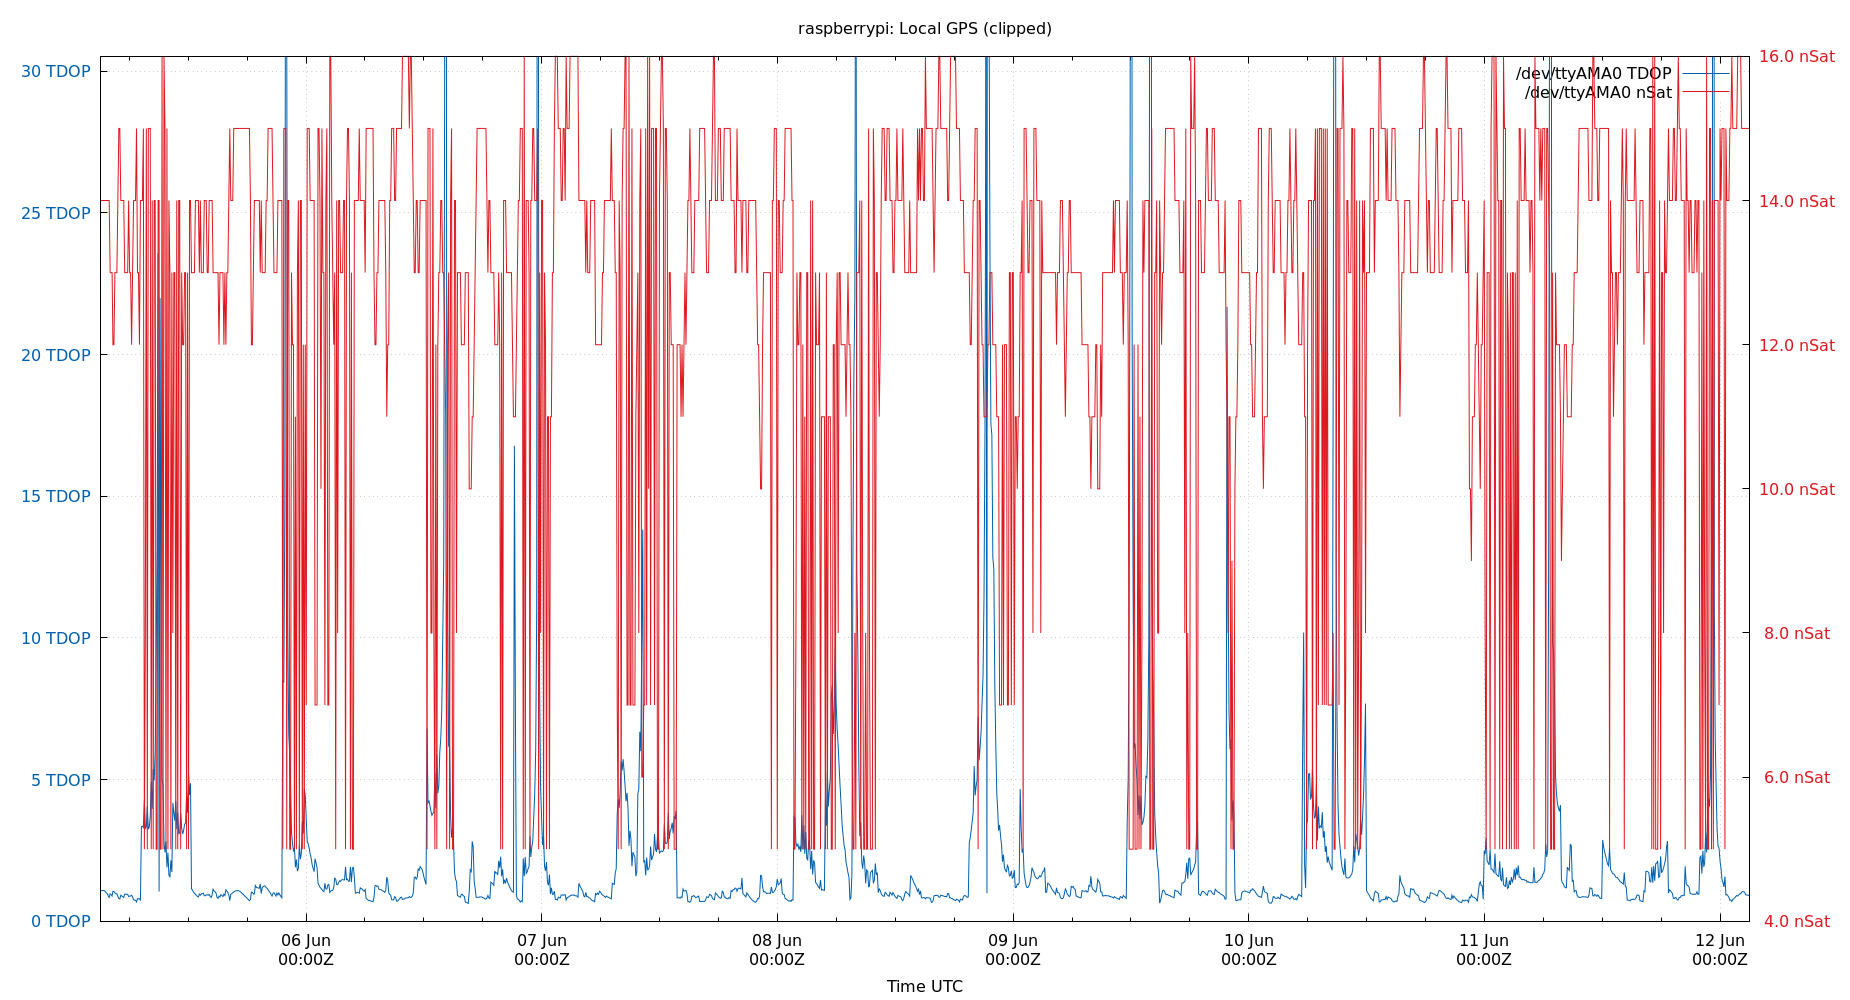 raspberrypi: Local GPS (clipped)
30 TDOP
25 TDOP
20 TDOP
15 TDOP
10 TDOP
5 TDOP
0 TDOP
16.0 nSat
14.0 nSat
12.0 nSat
10.0 nSat
8.0 nSat
6.0 nSat
4.0 nSat
/dev/ttyAMA0 TDOP
/dev/ttyAMA0 nSat
06 Jun
00:00Z
07 Jun
00:00Z
08 Jun
00:00Z
09 Jun
00:00Z
10 Jun
00:00Z
11 Jun
00:00Z
12 Jun
00:00Z
Time UTC